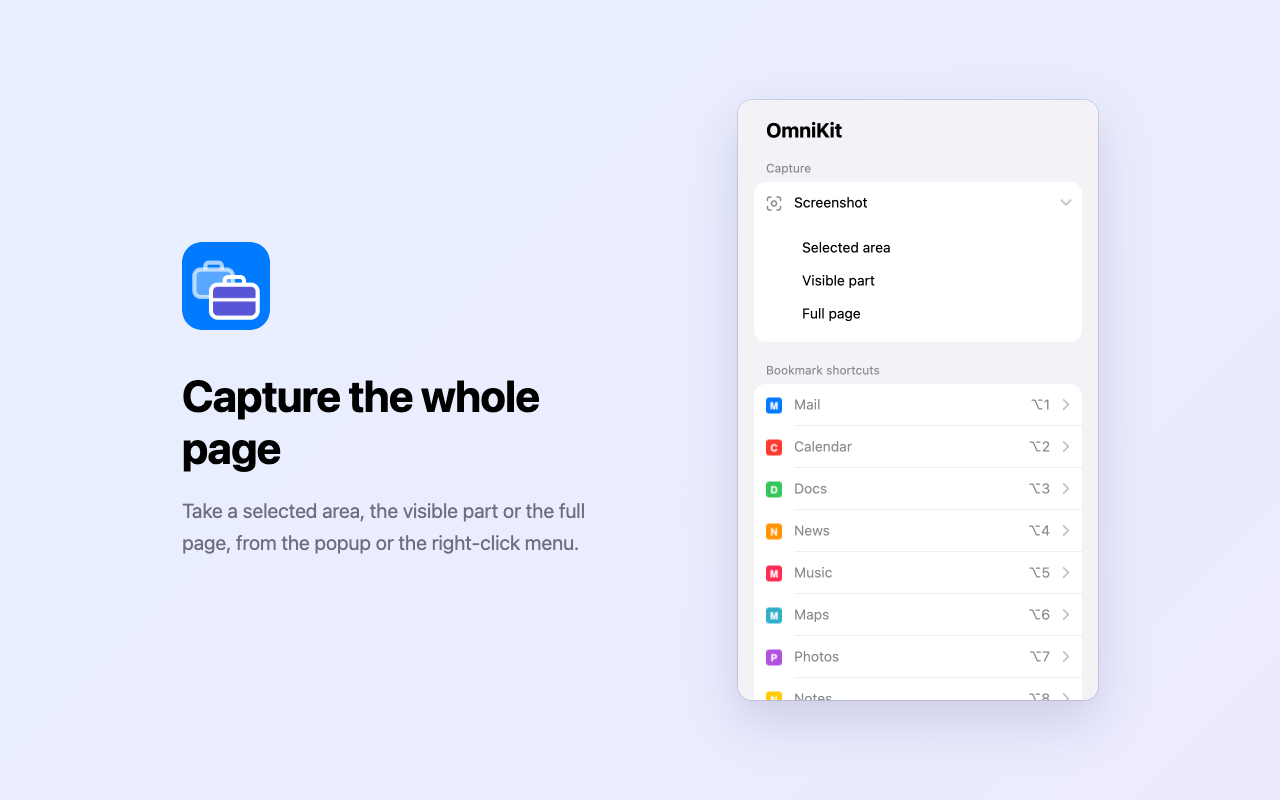 Capture the whole
page
Take a selected area, the visible part or the full
page, from the popup or the right-click menu.
OmniKit
Capture
Screenshot
Selected area
Visible part
Full page
Bookmark shortcuts
M Mail ⌥1
C Calendar ⌥2
D Docs ⌥3
N News ⌥4
M Music ⌥5
M Maps ⌥6
P Photos ⌥7
N Notes ⌥8